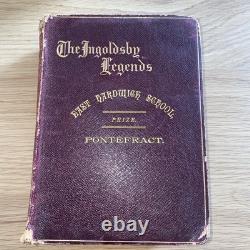 The Ingoldsby
Legends
EAST HARDWICK SCHOOL
PRIZE.
PONTEFRACT.